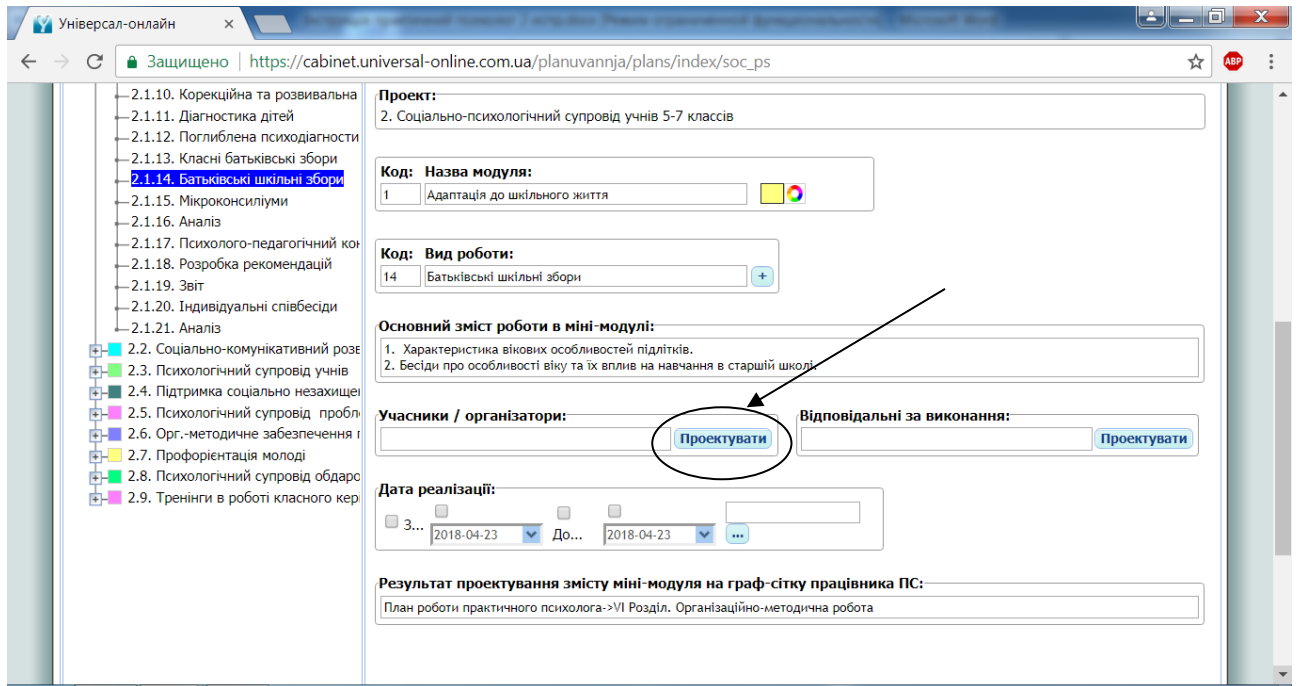 Універсал-онлайн
Защищено https://cabinet.universal-online.com.ua/planuvannja/plans/index/soc_ps
ABP
2.1.10. Корекційна та розвивальна
2.1.11. Діагностика дітей
2.1.12. Поглиблена психодіагности
2.1.13. Класні батьківські збори
2.1.14. Батьківські шкільні збори
2.1.15. Мікроконсиліуми
2.1.16. Аналіз
2.1.17. Психолого-педагогічний кон
2.1.18. Розробка рекомендацій
2.1.19. Звіт
2.1.20. Індивідуальні співбесіди
2.1.21. Аналіз
2.2. Соціально-комунікативний розв
2.3. Психологічний супровід учнів
2.4. Підтримка соціально незахищен
2.5. Психологічний супровід пробл
2.6. Орг.-методичне забезпечення п
2.7. Профорієнтація молоді
2.8. Психологічний супровід обдаро
2.9. Тренінги в роботі класного кер
Проект:
2. Соціально-психологічний супровід учнів 5-7 классів
Код: Назва модуля:
1 Адаптація до шкільного життя
Код: Вид роботи:
14 Батьківські шкільні збори +
Основний зміст роботи в міні-модулі:
1. Характеристика вікових особливостей підлітків.
2. Бесіди про особливості віку та їх вплив на навчання в старшій школі.
Учасники / організатори: Відповідальні за виконання:
Проектувати Проектувати
Дата реалізації:
З... 2018-04-23 До... 2018-04-23 ...
Результат проектування змісту міні-модуля на граф-сітку працівника ПС:
План роботи практичного психолога->VI Розділ. Організаційно-методична робота